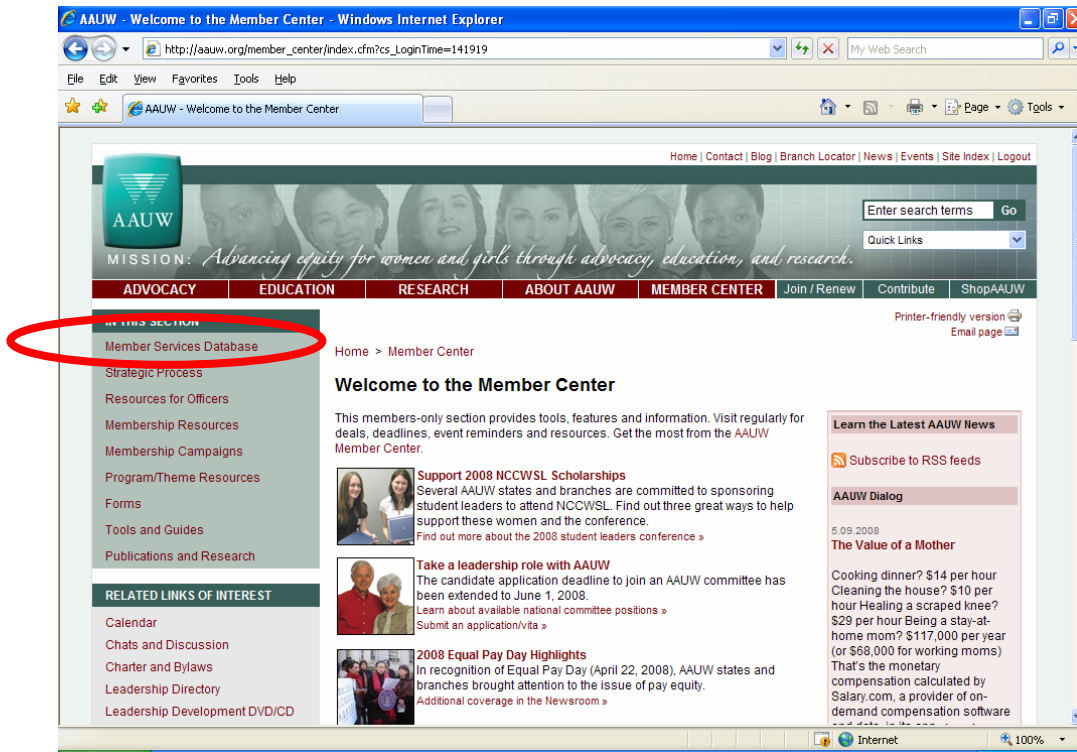 AAUW - Welcome to the Member Center - Windows Internet Explorer
http://aauw.org/member_center/index.cfm?cs_LoginTime=141919
My Web Search
File Edit View Favorites Tools Help
AAUW - Welcome to the Member Center
Page Tools
Home | Contact | Blog | Branch Locator | News | Events | Site Index | Logout
AAUW
Enter search terms Go
Quick Links
MISSION: Advancing equity for women and girls through advocacy, education, and research.
ADVOCACY EDUCATION RESEARCH ABOUT AAUW MEMBER CENTER Join / Renew Contribute ShopAAUW
Printer-friendly version
Email page
IN THIS SECTION
Member Services Database
Strategic Process
Resources for Officers
Membership Resources
Membership Campaigns
Program/Theme Resources
Forms
Tools and Guides
Publications and Research
RELATED LINKS OF INTEREST
Calendar
Chats and Discussion
Charter and Bylaws
Leadership Directory
Leadership Development DVD/CD
Home > Member Center
Welcome to the Member Center
This members-only section provides tools, features and information. Visit regularly for
deals, deadlines, event reminders and resources. Get the most from the AAUW
Member Center.
Support 2008 NCCWSL Scholarships
Several AAUW states and branches are committed to sponsoring
student leaders to attend NCCWSL. Find out three great ways to help
support these women and the conference.
Find out more about the 2008 student leaders conference »
Take a leadership role with AAUW
The candidate application deadline to join an AAUW committee has
been extended to June 1, 2008.
Learn about available national committee positions »
Submit an application/vita »
2008 Equal Pay Day Highlights
In recognition of Equal Pay Day (April 22, 2008), AAUW states and
branches brought attention to the issue of pay equity.
Additional coverage in the Newsroom »
Learn the Latest AAUW News
Subscribe to RSS feeds
AAUW Dialog
5.09.2008
The Value of a Mother
Cooking dinner? $14
per hour
Cleaning the house? $10 per
hour Healing a scraped knee?
$29 per hour Being a stay-at-
home mom? $117,000 per year
(or $68,000 for working moms)
That's the monetary
compensation calculated by
Salary.com, a provider of on-
demand compensation software
Internet 100%